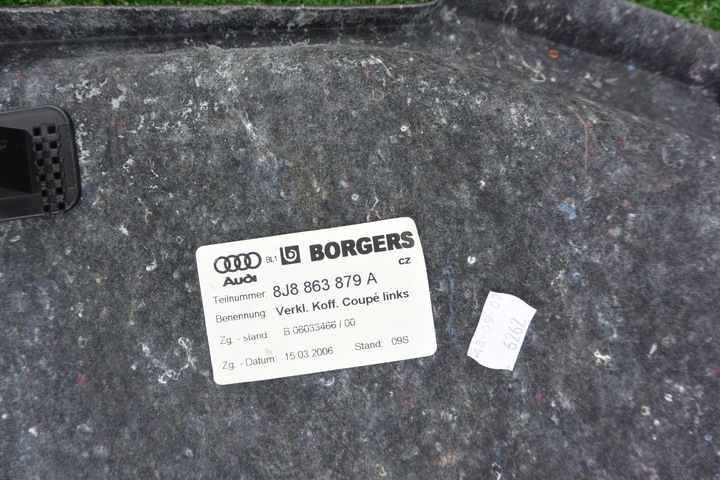 Audi BL1 BORGERS
CZ
Teilnummer: 8J8 863 879 A
Benennung: Verkl. Koff. Coupé links
Zg. - stand: B 06033466 / 00
Zg. - Datum: 15.03.2006 Stand: 09S
6262